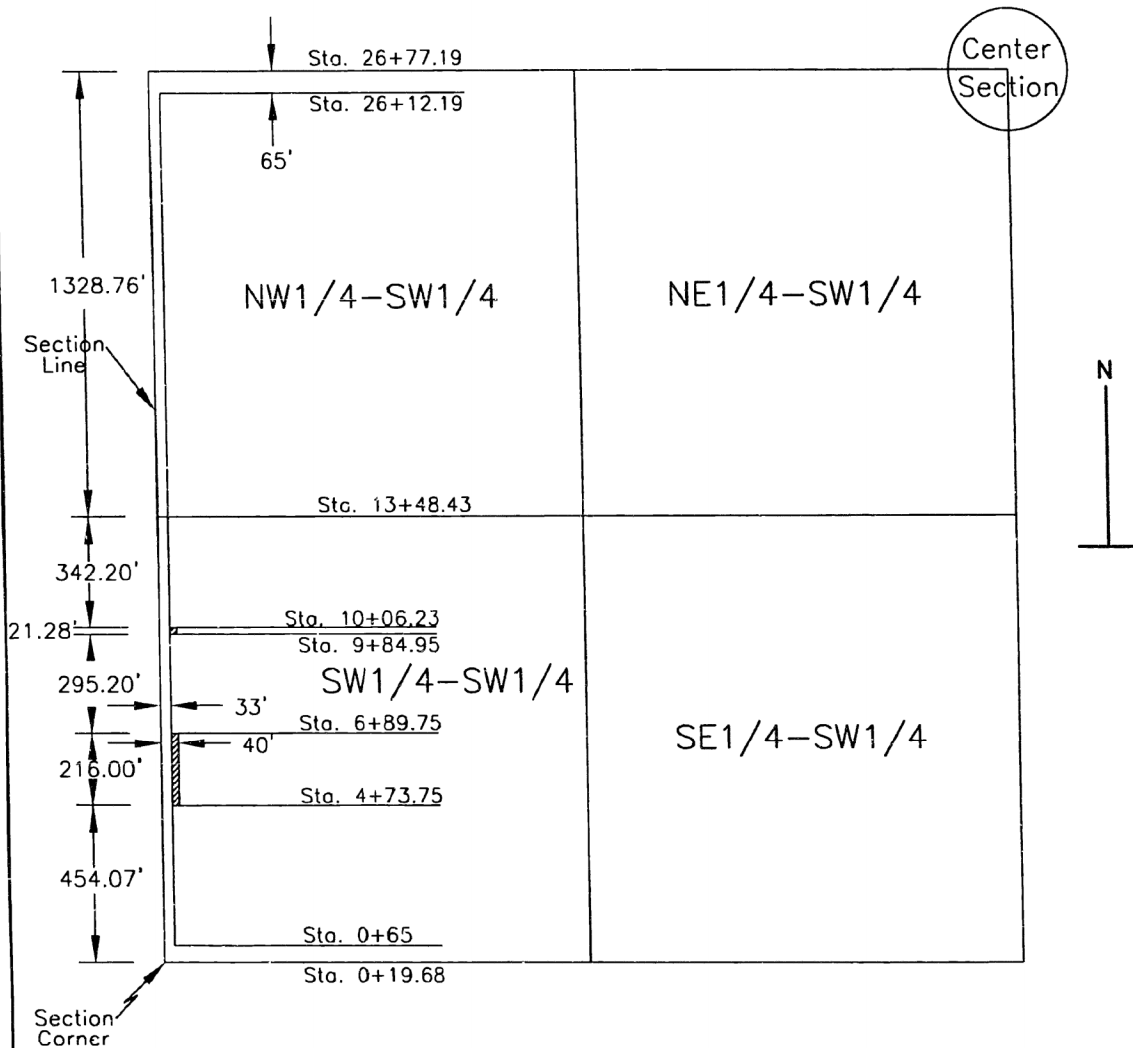 Sta. 26+77.19
Center
Section
Sta. 26+12.19
65'
1328.76'
NW1/4-SW1/4
NE1/4-SW1/4
Section
Line
N
Sta. 13+48.43
342.20'
Sta. 10+06.23
21.28'
Sta. 9+84.95
295.20'
SW1/4-SW1/4
33'
Sta. 6+89.75
40'
SE1/4-SW1/4
216.00'
Sta. 4+73.75
454.07'
Sta. 0+65
Sta. 0+19.68
Section
Corner